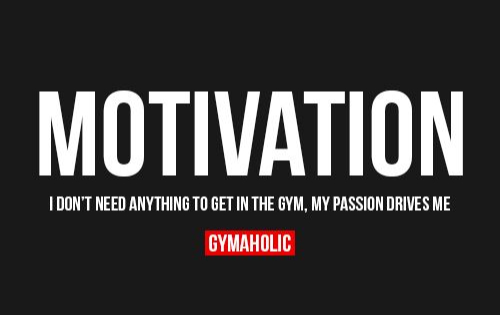 MOTIVATION
I DON'T NEED ANYTHING TO GET IN THE GYM, MY PASSION DRIVES ME
GYMAHOLIC